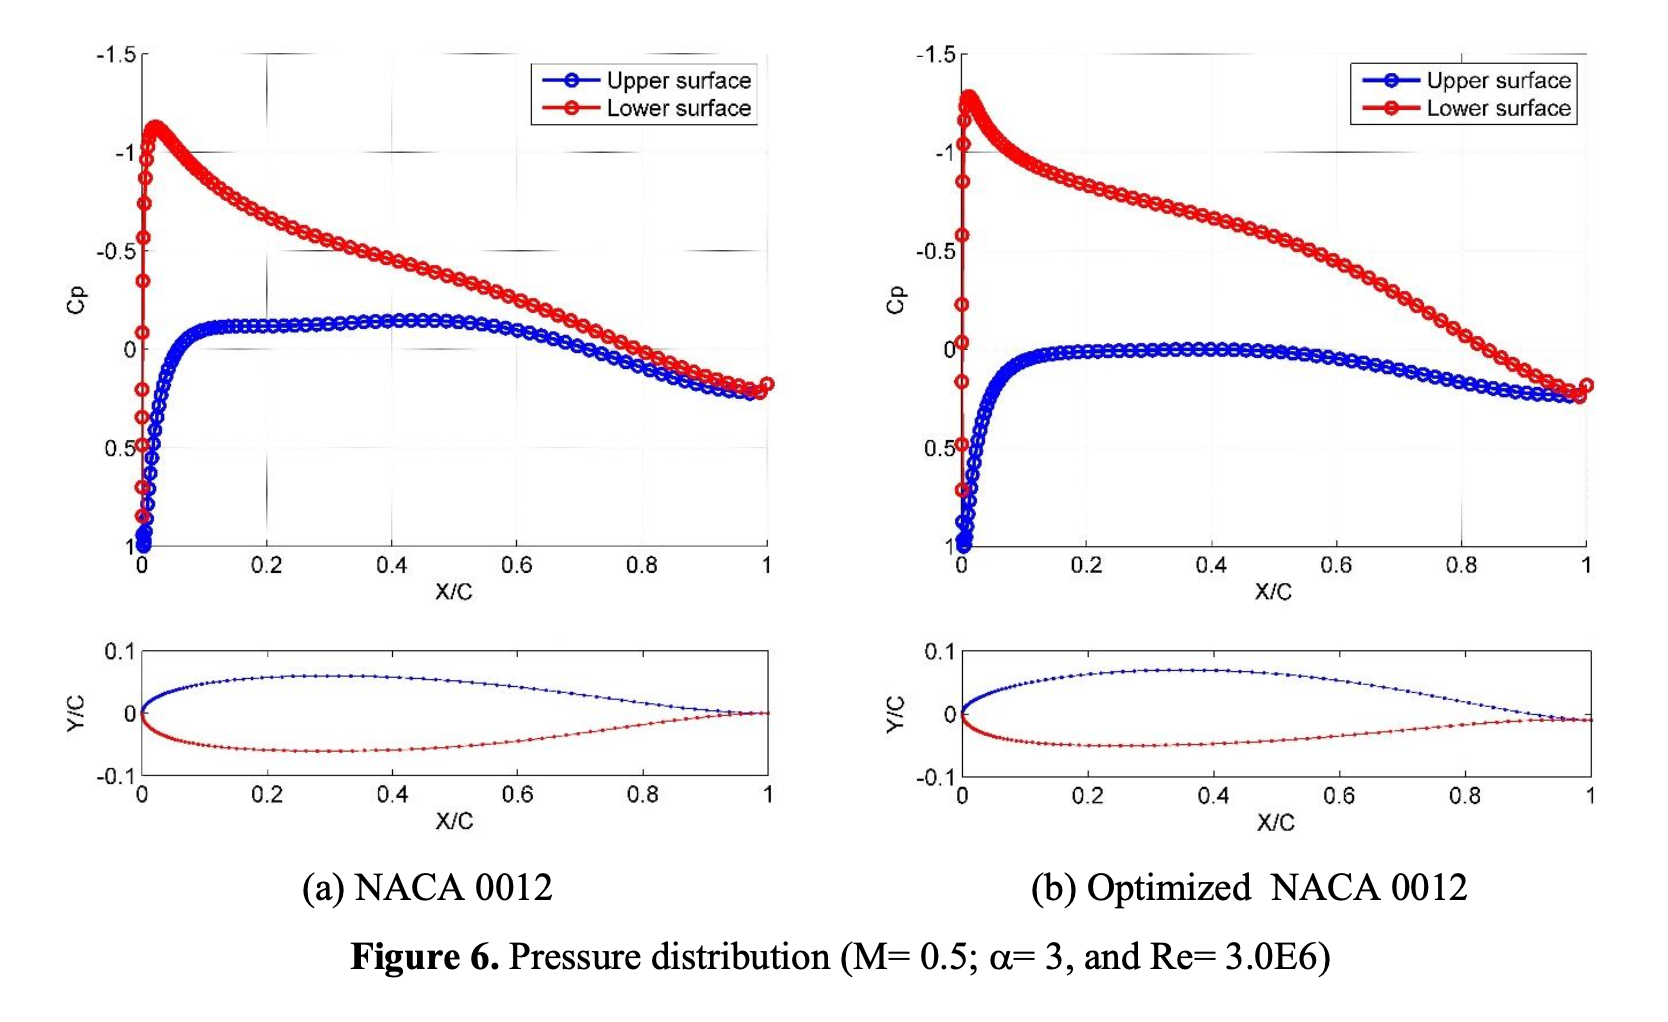 -1.5
-1
-0.5
0
0.5
1
Cp
0 0.2 0.4 0.6 0.8 1
X/C
Upper surface
Lower surface
-1.5
-1
-0.5
0
0.5
1
Cp
0 0.2 0.4 0.6 0.8 1
X/C
Upper surface
Lower surface
0.1
0
-0.1
Y/C
0 0.2 0.4 0.6 0.8 1
X/C
0.1
0
-0.1
Y/C
0 0.2 0.4 0.6 0.8 1
X/C
(a) NACA 0012
(b) Optimized NACA 0012
Figure 6. Pressure distribution (M= 0.5; α= 3, and Re= 3.0E6)